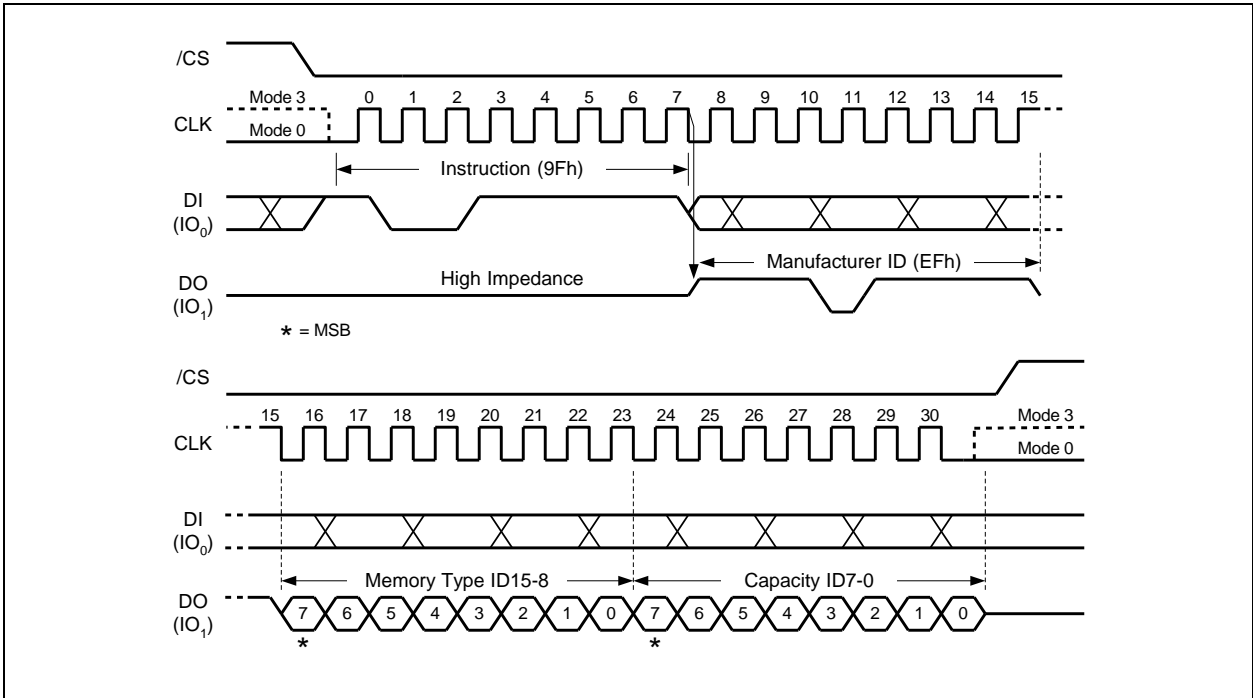 /CS
Mode 3 0 1 2 3 4 5 6 7 8 9 10 11 12 13 14 15
CLK
Mode 0
Instruction (9Fh)
DI
(IO0)
Manufacturer ID (EFh)
High Impedance
DO
(IO1)
* = MSB
/CS
15 16 17 18 19 20 21 22 23 24 25 26 27 28 29 30 Mode 3
CLK
Mode 0
DI
(IO0)
Memory Type ID15-8 Capacity ID7-0
DO
(IO1)
7 6 5 4 3 2 1 0 7 6 5 4 3 2 1 0
* *